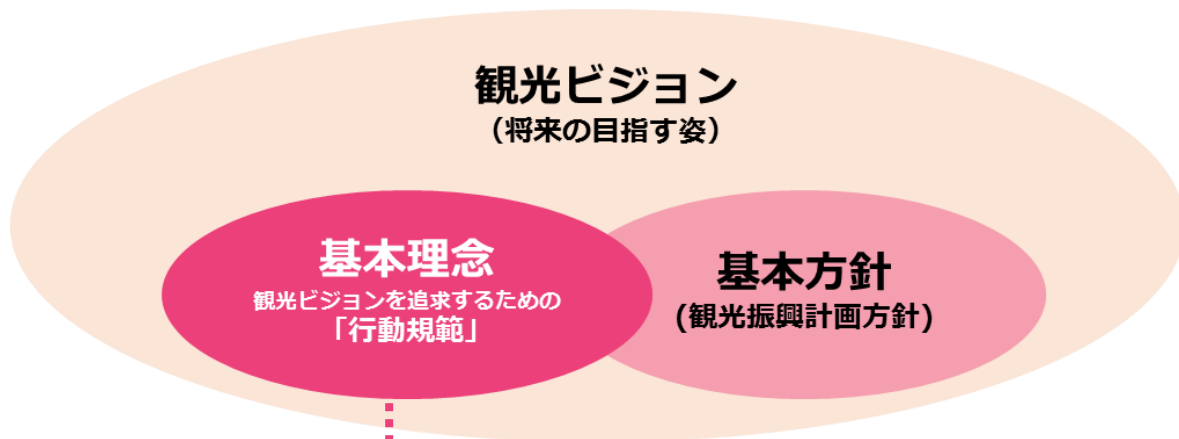 観光ビジョン
（将来の目指す姿）
基本理念
観光ビジョンを追求するための
「行動規範」
基本方針
(観光振興計画方針)